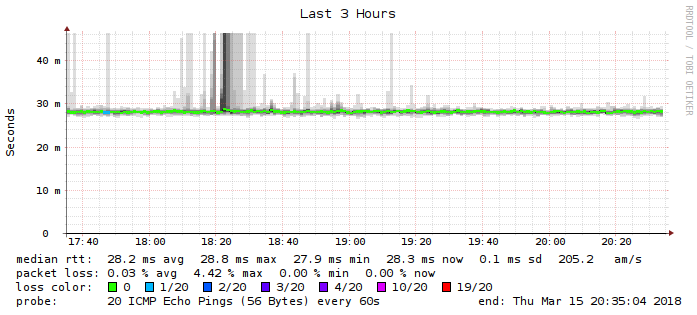 Last 3 Hours
RRDTOOL / TOBI OETIKER
Seconds
40 m
30 m
20 m
10 m
0
17:40 18:00 18:20 18:40 19:00 19:20 19:40 20:00 20:20
median rtt: 28.2 ms avg 28.8 ms max 27.9 ms min 28.3 ms now 0.1 ms sd 205.2 am/s
packet loss: 0.03 % avg 4.42 % max 0.00 % min 0.00 % now
loss color: 0 1/20 2/20 3/20 4/20 10/20 19/20
probe: 20 ICMP Echo Pings (56 Bytes) every 60s end: Thu Mar 15 20:35:04 2018